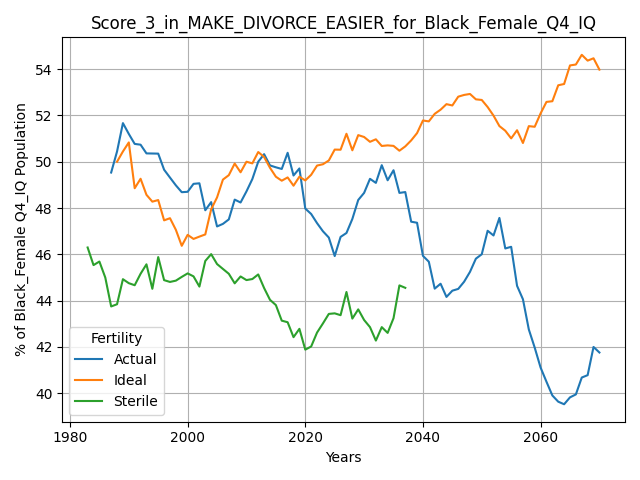 Score_3_in_MAKE_DIVORCE_EASIER_for_Black_Female_Q4_IQ
% of Black_Female Q4_IQ Population
54
52
50
48
46
44
42
40
Fertility
Actual
Ideal
Sterile
1980
2000
2020
2040
2060
Years